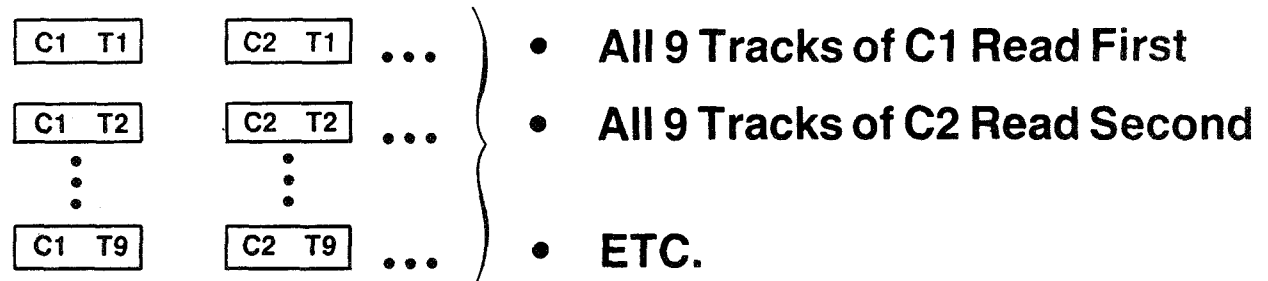 C1 T1 C2 T1 ... • All 9 Tracks of C1 Read First
C1 T2 C2 T2 ... • All 9 Tracks of C2 Read Second
C1 T9 C2 T9 ... • ETC.